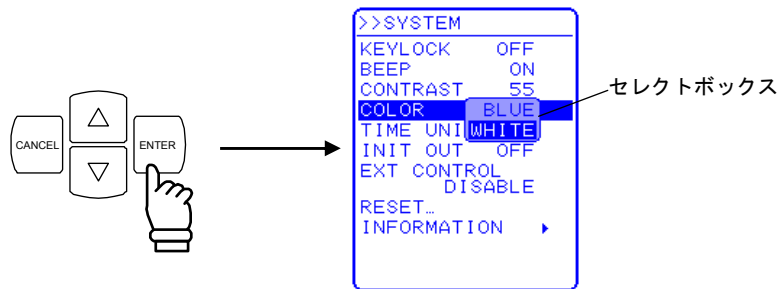 CANCEL
ENTER
>>SYSTEM
KEYLOCK OFF
BEEP ON
CONTRAST 55
COLOR BLUE
TIME UNI WHITE
INIT OUT OFF
EXT CONTROL
DISABLE
RESET…
INFORMATION
セレクトボックス